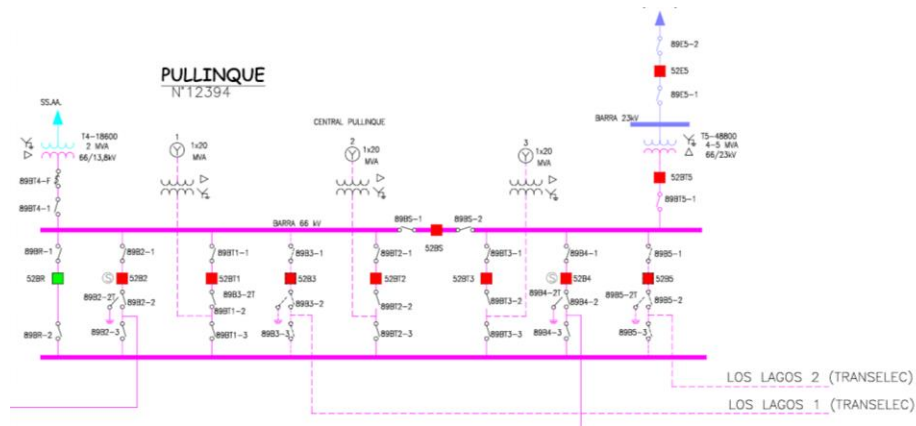 89E5-2
PULLINQUE
52E5
N°12394
89E5-1
SS.AA.
CENTRAL PULLINQUE
BARRA 23kV
T4-18600
2 MVA
66/13,8kV
1
1x20
MVA
2
1x20
MVA
3
1x20
MVA
T5-48800
4-5 MVA
66/23kV
89BT4-F
52BT5
89BT4-1
89BT5-1
BARRA 66 kV
89BS-1
89BS-2
52BS
89BR-1
89B2-1
89BT1-1
89B3-1
89BT2-1
89BT3-1
89B4-1
89B5-1
52BR
S
52B2
52BT1
52B3
52BT2
52BT3
S
52B4
52B5
89B2-2T
89B2-2
89B3-2T
89BT1-2
89B3-2
89BT2-2
89BT3-2
89B4-2T
89B4-2
89B5-2T
89B5-2
89BR-2
89B2-3
89BT1-3
89B3-3
89BT2-3
89BT3-3
89B4-3
89B5-3
LOS LAGOS 2 (TRANSELEC)
LOS LAGOS 1 (TRANSELEC)